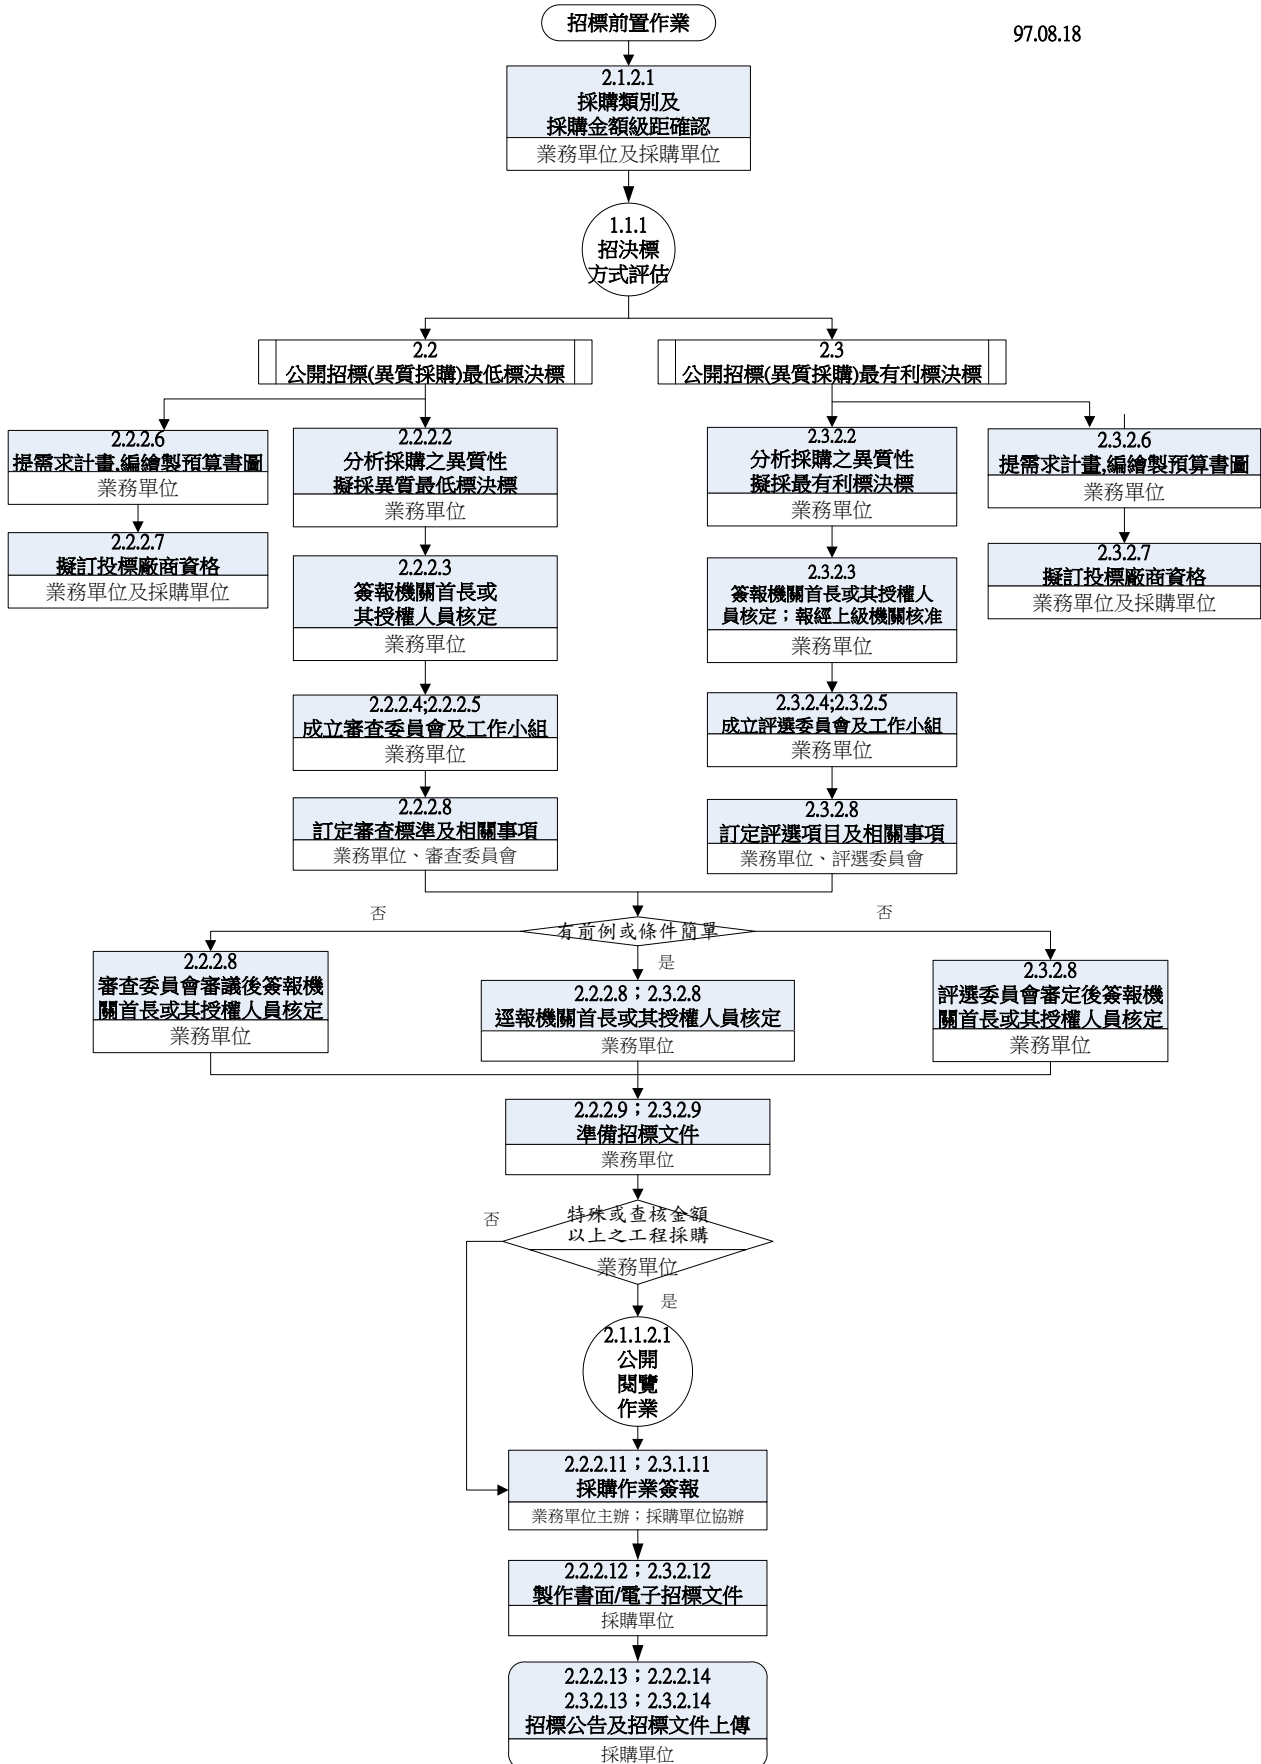 招標前置作業
97.08.18
2.1.2.1
採購類別及
採購金額級距確認
業務單位及採購單位
1.1.1
招決標
方式評估
2.2
公開招標(異質採購)最低標決標
2.3
公開招標(異質採購)最有利標決標
2.2.2.6
提需求計畫,編繪製預算書圖
業務單位
2.2.2.7
擬訂投標廠商資格
業務單位及採購單位
2.2.2.2
分析採購之異質性
擬採異質最低標決標
業務單位
2.2.2.3
簽報機關首長或
其授權人員核定
業務單位
2.2.2.4;2.2.2.5
成立審查委員會及工作小組
業務單位
2.2.2.8
訂定審查標準及相關事項
業務單位、審查委員會
2.3.2.2
分析採購之異質性
擬採最有利標決標
業務單位
2.3.2.3
簽報機關首長或其授權人
員核定；報經上級機關核准
業務單位
2.3.2.4;2.3.2.5
成立評選委員會及工作小組
業務單位
2.3.2.8
訂定評選項目及相關事項
業務單位、評選委員會
2.3.2.6
提需求計畫,編繪製預算書圖
業務單位
2.3.2.7
擬訂投標廠商資格
業務單位及採購單位
否
有前例或條件簡單
否
是
2.2.2.8
審查委員會審議後簽報機
關首長或其授權人員核定
業務單位
2.2.2.8；2.3.2.8
逕報機關首長或其授權人員核定
業務單位
2.3.2.8
評選委員會審定後簽報機
關首長或其授權人員核定
業務單位
2.2.2.9；2.3.2.9
準備招標文件
業務單位
否
特殊或查核金額
以上之工程採購
業務單位
是
2.1.1.2.1
公開
閱覽
作業
2.2.2.11；2.3.1.11
採購作業簽報
業務單位主辦；採購單位協辦
2.2.2.12；2.3.2.12
製作書面/電子招標文件
採購單位
2.2.2.13；2.2.2.14
2.3.2.13；2.3.2.14
招標公告及招標文件上傳
採購單位